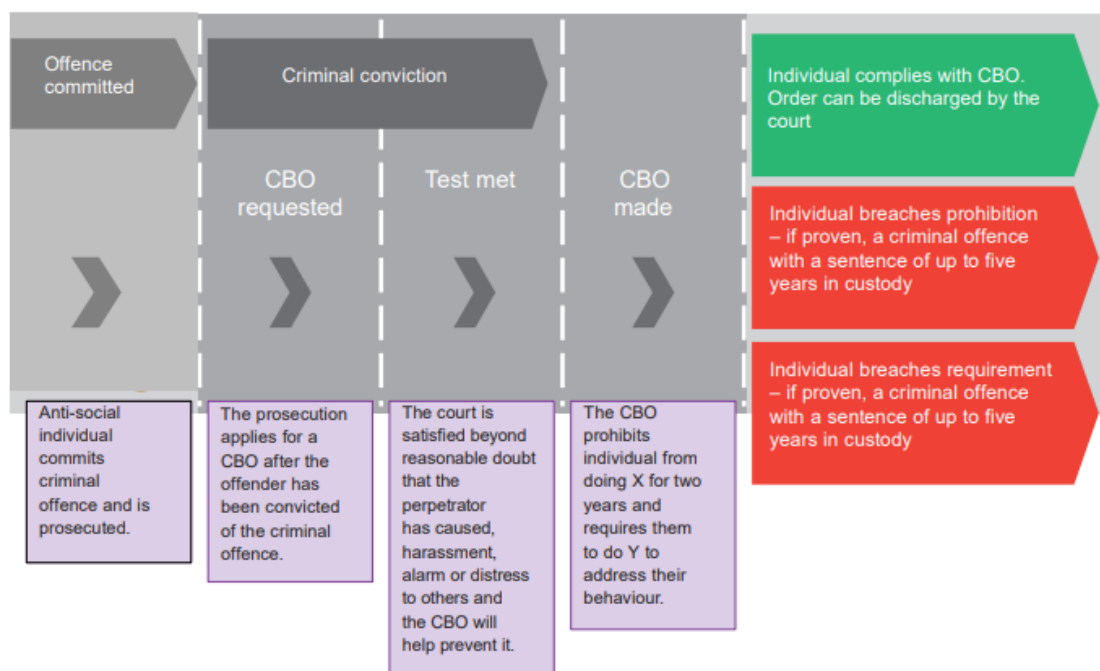 Offence
committed
Criminal conviction
CBO
requested
Test met
CBO
made
Individual complies with CBO.
Order can be discharged by the
court
Individual breaches prohibition
– if proven, a criminal offence
with a sentence of up to five
years in custody
Individual breaches requirement
– if proven, a criminal offence
with a sentence of up to five
years in custody
Anti-social
individual
commits
criminal
offence and is
prosecuted.
The prosecution
applies for a
CBO after the
offender has
been convicted
of the criminal
offence.
The court is
satisfied beyond
reasonable doubt
that the
perpetrator
has caused,
harassment,
alarm or distress
to others and
the CBO will
help prevent it.
The CBO
prohibits
individual from
doing X for two
years and
requires them
to do Y to
address their
behaviour.